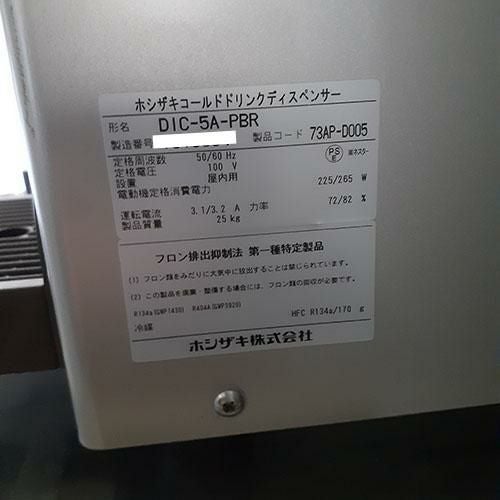 ホシザキコールドドリンクディスペンサー
形名 DIC-5A-PBR
製造番号 製品コード 73AP-D005
定格周波数 50/60 Hz PSE
定格電圧 100 V
設置 屋内用
電動機定格消費電力 225/265 W
運転電流 3.1/3.2 A 力率 72/82 %
製品質量 25 kg
フロン排出抑制法 第一種特定製品
(1) フロン類をみだりに大気中に放出することは禁じられています。
(2) この製品を廃棄・整備する場合には、フロン類の回収が必要です。
R134a(GWP1430) R404A(GWP3920)
冷媒 HFC R134a/170 g
ホシザキ株式会社